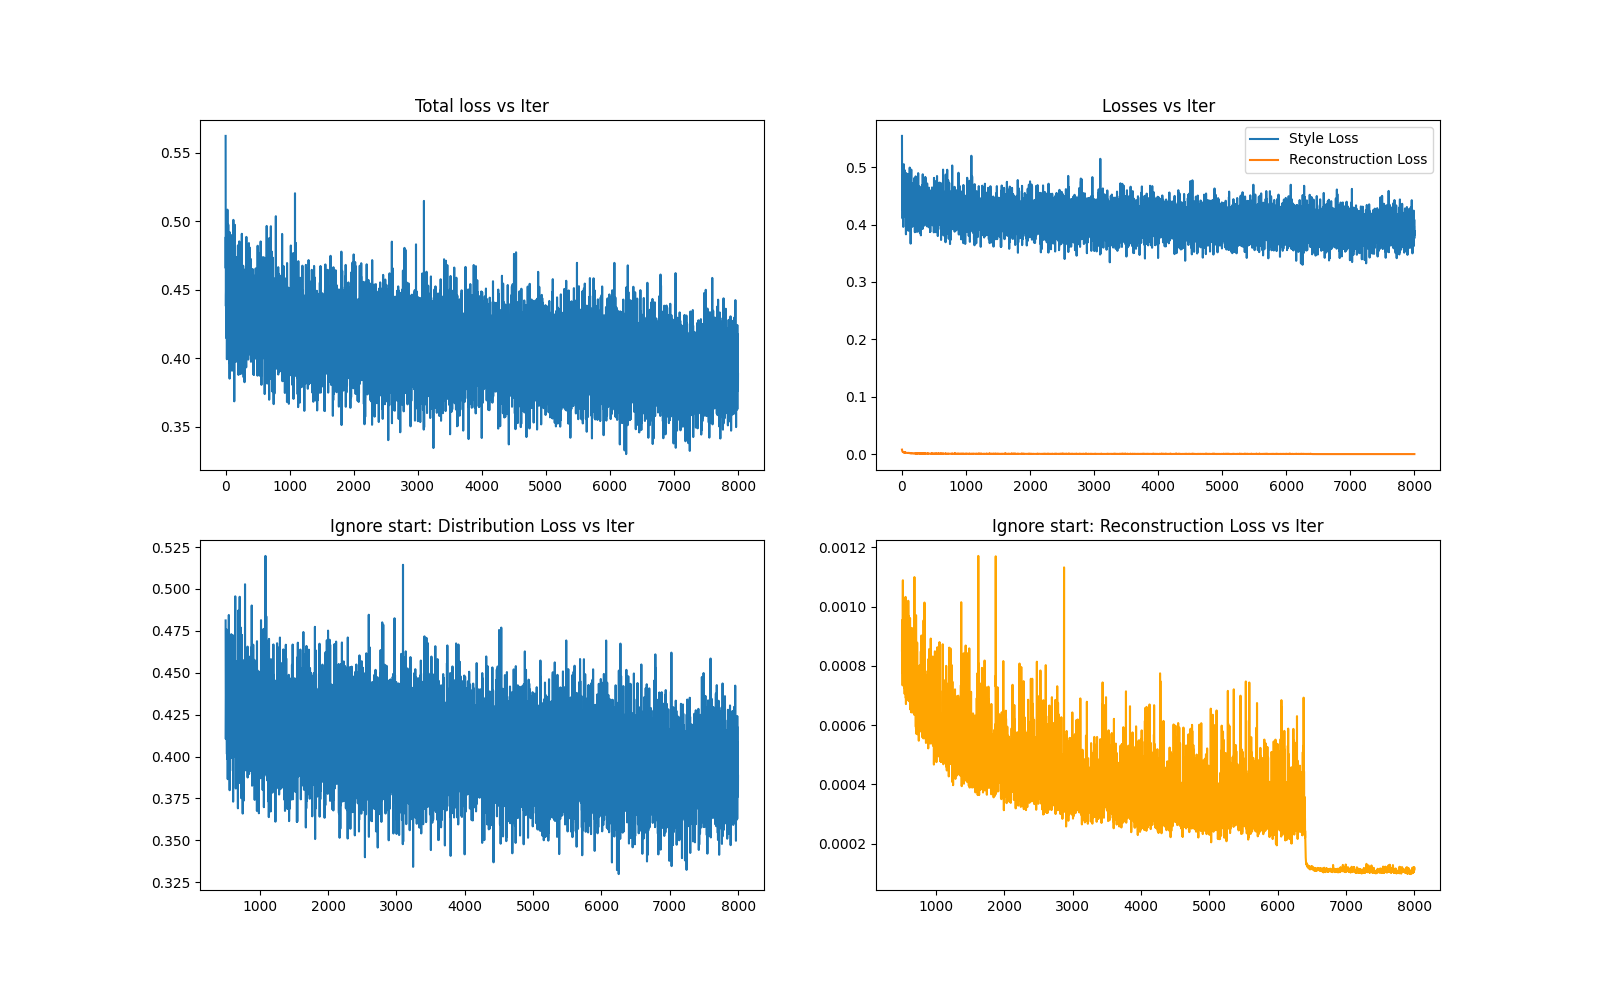 Total loss vs Iter
0.55
0.50
0.45
0.40
0.35
0 1000 2000 3000 4000 5000 6000 7000 8000
Losses vs Iter
Style Loss
Reconstruction Loss
0.5
0.4
0.3
0.2
0.1
0.0
0 1000 2000 3000 4000 5000 6000 7000 8000
Ignore start: Distribution Loss vs Iter
0.525
0.500
0.475
0.450
0.425
0.400
0.375
0.350
0.325
1000 2000 3000 4000 5000 6000 7000 8000
Ignore start: Reconstruction Loss vs Iter
0.0012
0.0010
0.0008
0.0006
0.0004
0.0002
1000 2000 3000 4000 5000 6000 7000 8000